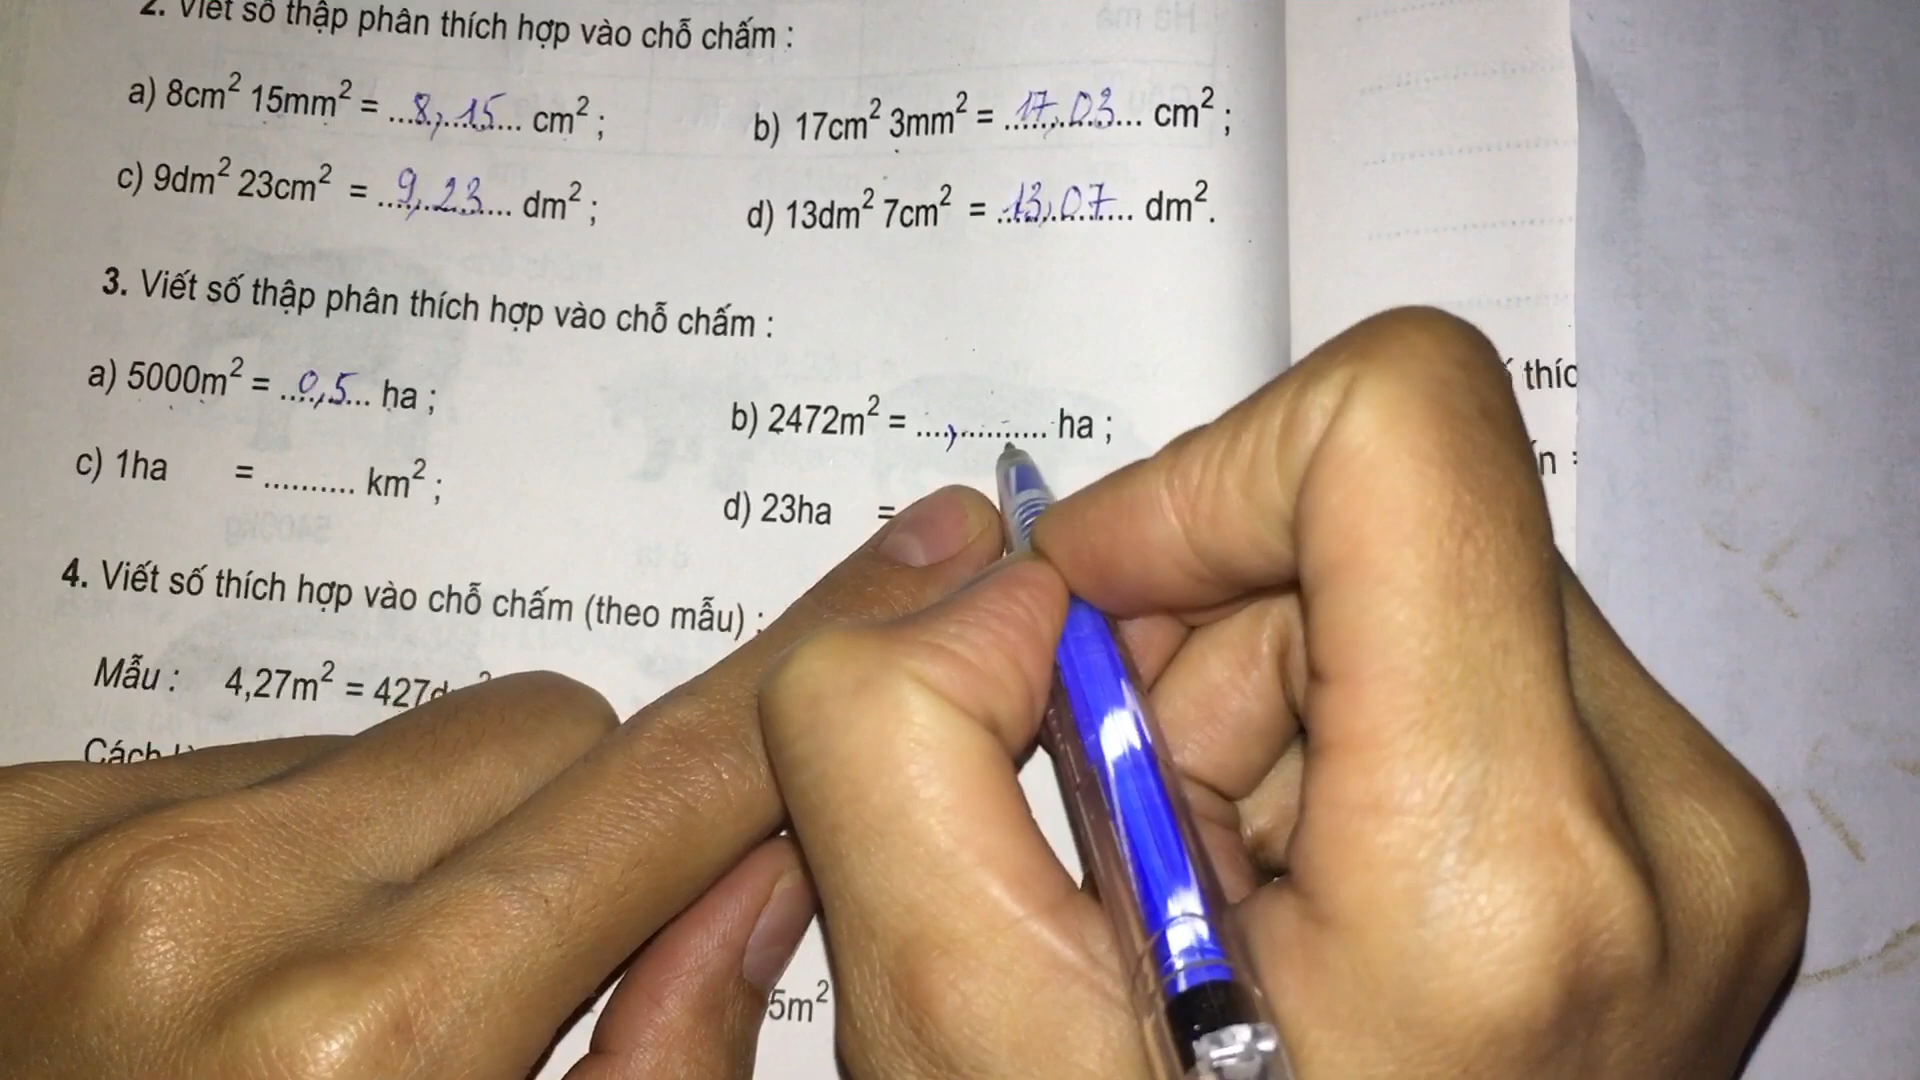 2. Viết số thập phân thích hợp vào chỗ chấm :
a) 8cm² 15mm² = ...8,...15... cm² ; b) 17cm² 3mm² = ...17,03... cm² ;
c) 9dm² 23cm² = ...9,23... dm² ; d) 13dm² 7cm² = ...13,07... dm².
3. Viết số thập phân thích hợp vào chỗ chấm :
a) 5000m² = ...0,5... ha ; b) 2472m² = ....,.......... ha ;
c) 1ha = .......... km² ; d) 23ha =
4. Viết số thích hợp vào chỗ chấm (theo mẫu) :
Mẫu : 4,27m² = 427d
Cách
5m²
thíc
n :